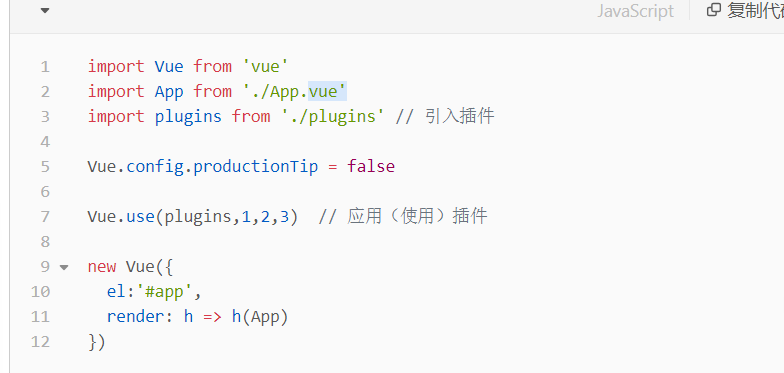 JavaScript 复制代码
1 import Vue from 'vue'
2 import App from './App.vue'
3 import plugins from './plugins' // 引入插件
4
5 Vue.config.productionTip = false
6
7 Vue.use(plugins,1,2,3)  // 应用（使用）插件
8
9 new Vue({
10   el:'#app',
11   render: h => h(App)
12 })